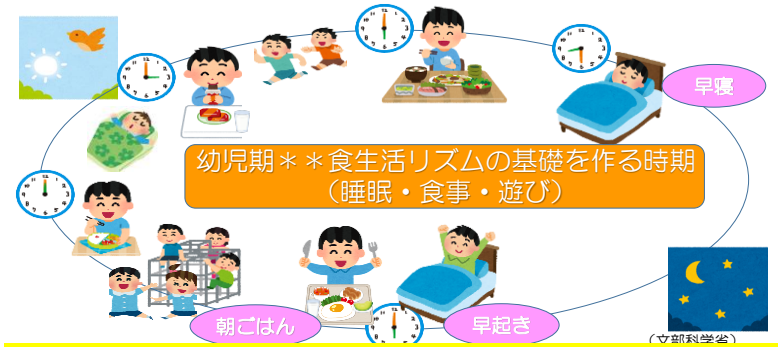 早寝
幼児期＊＊食生活リズムの基礎を作る時期
（睡眠・食事・遊び）
朝ごはん
早起き
（文部科学省）